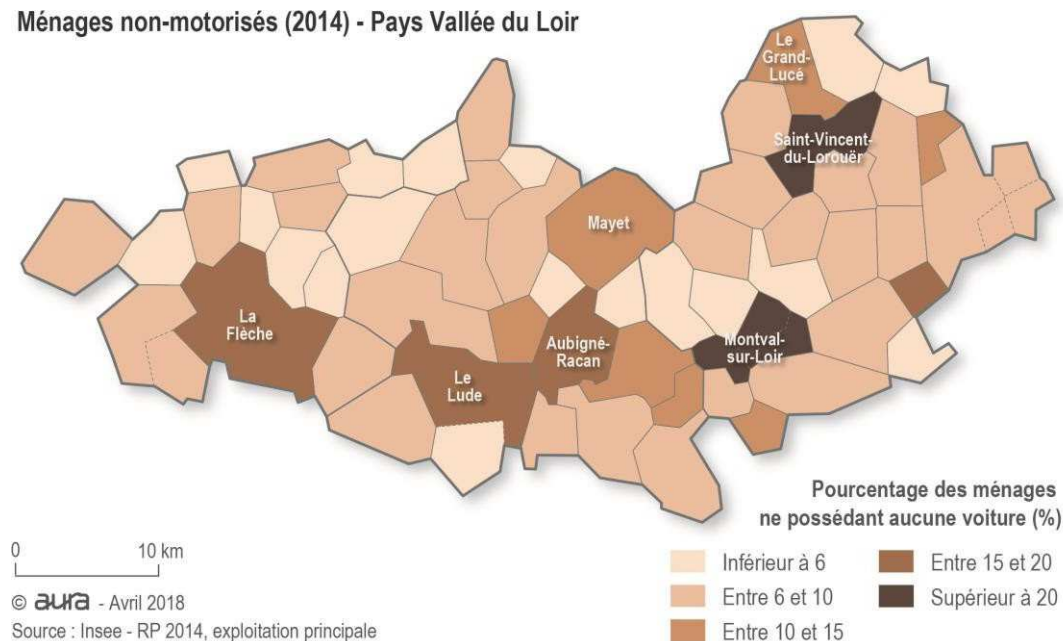 Ménages non-motorisés (2014) - Pays Vallée du Loir
Le
Grand-
Lucé
Saint-Vincent-
du-Lorouër
Mayet
La
Flèche
Aubigné-
Racan
Montval-
sur-Loir
Le
Lude
Pourcentage des ménages
ne possédant aucune voiture (%)
0 10 km
Inférieur à 6
Entre 6 et 10
Entre 10 et 15
Entre 15 et 20
Supérieur à 20
© aura - Avril 2018
Source : Insee - RP 2014, exploitation principale